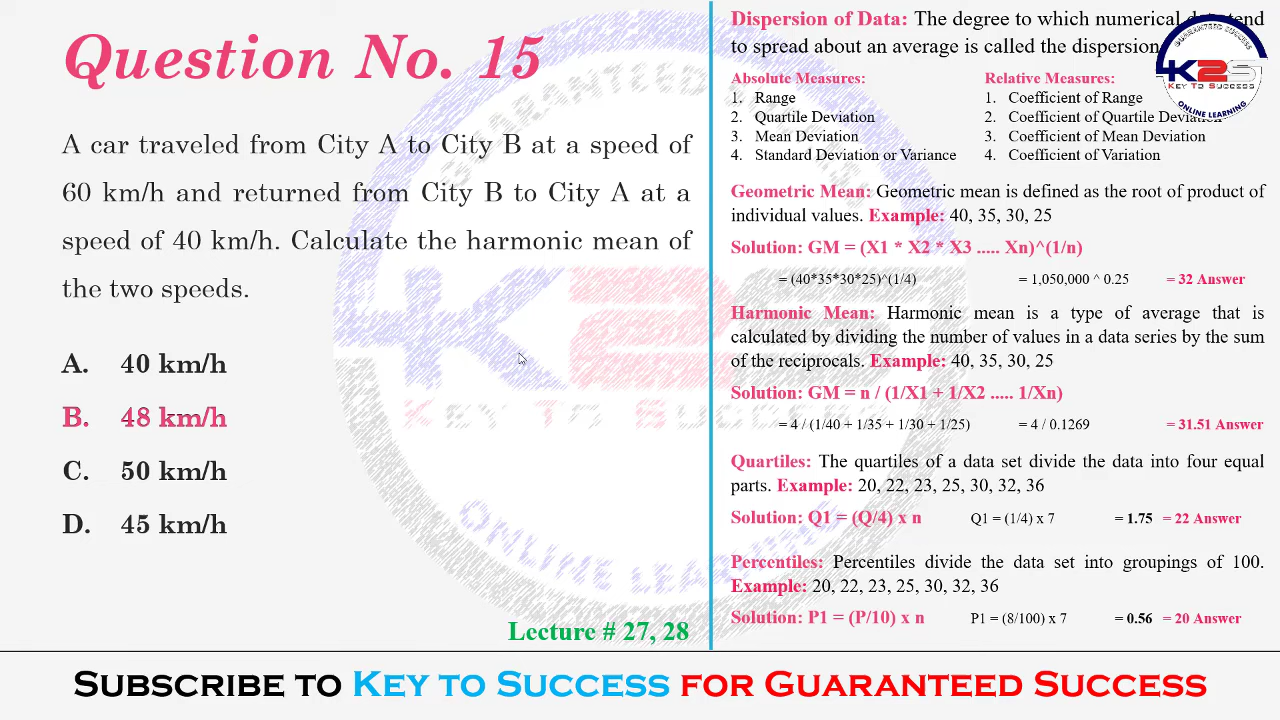 Question No. 15
A car traveled from City A to City B at a speed of
60 km/h and returned from City B to City A at a
speed of 40 km/h. Calculate the harmonic mean of
the two speeds.
A. 40 km/h
B. 48 km/h
C. 50 km/h
D. 45 km/h
Lecture # 27, 28
Dispersion of Data: The degree to which numerical data tend
to spread about an average is called the dispersion
Absolute Measures:
1. Range
2. Quartile Deviation
3. Mean Deviation
4. Standard Deviation or Variance
Relative Measures:
1. Coefficient of Range
2. Coefficient of Quartile Deviation
3. Coefficient of Mean Deviation
4. Coefficient of Variation
Geometric Mean: Geometric mean is defined as the root of product of
individual values. Example: 40, 35, 30, 25
Solution: GM = (X1 * X2 * X3 ..... Xn)^(1/n)
= (40*35*30*25)^(1/4) = 1,050,000 ^ 0.25 = 32 Answer
Harmonic Mean: Harmonic mean is a type of average that is
calculated by dividing the number of values in a data series by the sum
of the reciprocals. Example: 40, 35, 30, 25
Solution: GM = n / (1/X1 + 1/X2 ..... 1/Xn)
= 4 / (1/40 + 1/35 + 1/30 + 1/25) = 4 / 0.1269 = 31.51 Answer
Quartiles: The quartiles of a data set divide the data into four equal
parts. Example: 20, 22, 23, 25, 30, 32, 36
Solution: Q1 = (Q/4) x n Q1 = (1/4) x 7 = 1.75 = 22 Answer
Percentiles: Percentiles divide the data set into groupings of 100.
Example: 20, 22, 23, 25, 30, 32, 36
Solution: P1 = (P/10) x n P1 = (8/100) x 7 = 0.56 = 20 Answer
GUARANTEED SUCCESS
K2S
KEY TO SUCCESS
ONLINE LEARNING
GUARANTEED
K2S
KEY TO SUCCESS
ONLINE LEARNING
SUBSCRIBE TO KEY TO SUCCESS FOR GUARANTEED SUCCESS